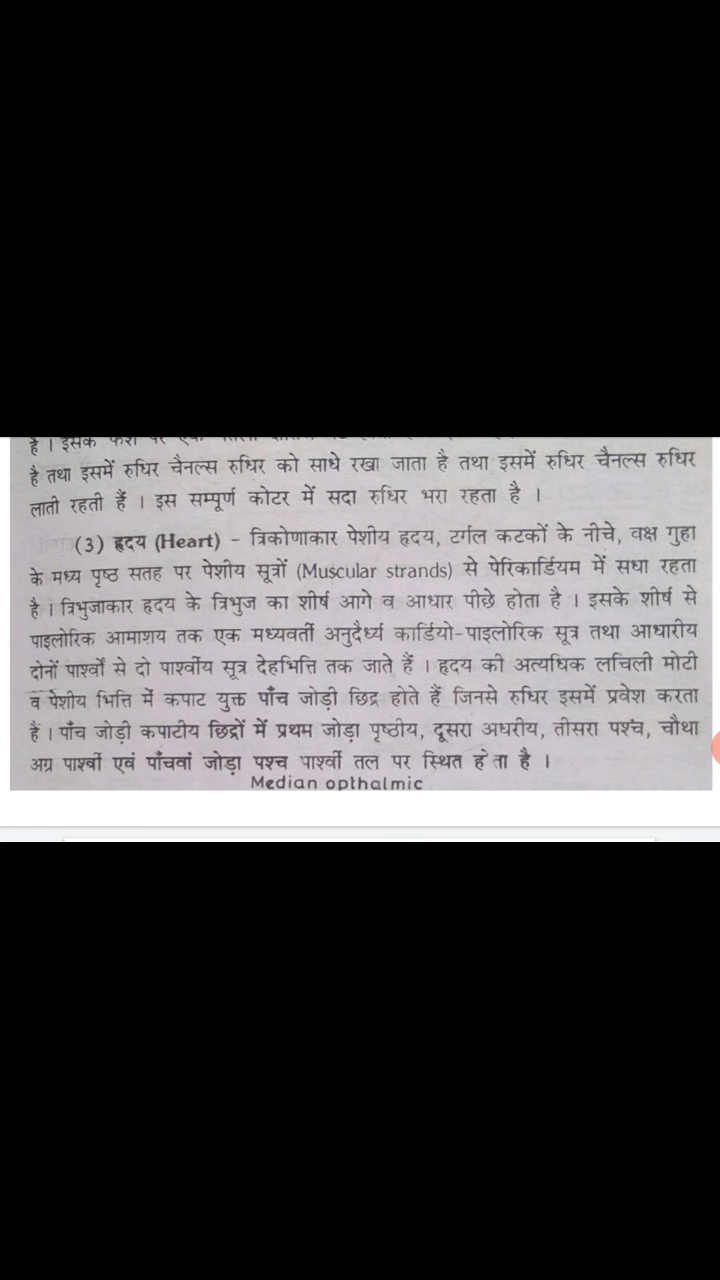 है । इसके
है तथा इसमें रुधिर चैनल्स रुधिर को साधे रखा जाता है तथा इसमें रुधिर चैनल्स रुधिर
लाती रहती हैं । इस सम्पूर्ण कोटर में सदा रुधिर भरा रहता है ।
(3) हृदय (Heart) – त्रिकोणाकार पेशीय हृदय, टर्गल कटकों के नीचे, वक्ष गुहा
के मध्य पृष्ठ सतह पर पेशीय सूत्रों (Muscular strands) से पेरिकार्डियम में सधा रहता
है । त्रिभुजाकार हृदय के त्रिभुज का शीर्ष आगे व आधार पीछे होता है । इसके शीर्ष से
पाइलोरिक आमाशय तक एक मध्यवर्ती अनुदैर्ध्य कार्डियो-पाइलोरिक सूत्र तथा आधारीय
दोनों पार्श्वों से दो पार्श्वीय सूत्र देहभित्ति तक जाते हैं । हृदय की अत्यधिक लचिली मोटी
व पेशीय भित्ति में कपाट युक्त पाँच जोड़ी छिद्र होते हैं जिनसे रुधिर इसमें प्रवेश करता
है । पाँच जोड़ी कपाटीय छिद्रों में प्रथम जोड़ा पृष्ठीय, दूसरा अधरीय, तीसरा पश्च, चौथा
अग्र पार्श्वी एवं पाँचवां जोड़ा पश्च पार्श्वी तल पर स्थित होता है ।
Median opthalmic